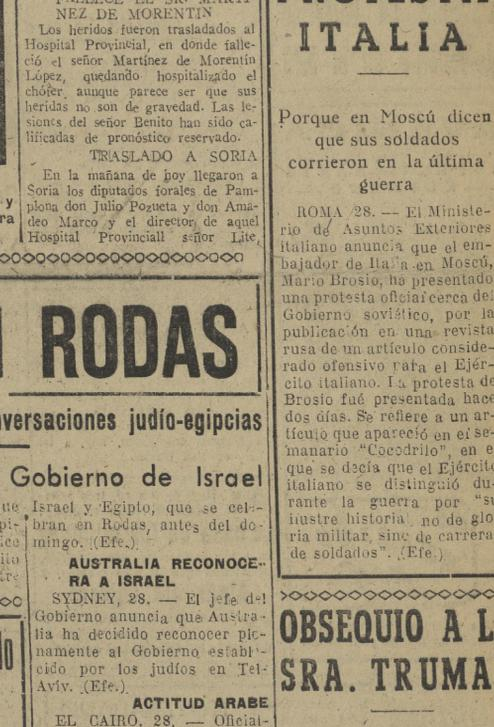 NEZ DE MORENTIN
Los heridos fueron trasladados al
Hospital Provincial, en donde falle-
ció el señor Martínez de Morentín
López, quedando hospitalizado el
chófer, aunque parece ser que sus
heridas no son de gravedad. Las le-
siones del señor Benito han sido ca-
lificadas de pronóstico reservado.
TRASLADO A SORIA
En la mañana de hoy llegaron a
Soria los diputados forales de Pam-
plona don Julio Pozueta y don Ama-
deo Marco y el director de aquel
Hospital Provinciall señor Lite,
RODAS
versaciones judío-egipcias
Gobierno de Israel
Israel y Egipto, que se cele-
bran en Rodas, antes del do-
mingo. (Efe.)
AUSTRALIA RECONOCE-
RA A ISRAEL
SYDNEY, 28. — El jefe del
Gobierno anuncia que Austra-
lia ha decidido reconocer ple-
namente al Gobierno estable-
cido por los judíos en Tel-
Aviv. (Efe.)
ACTITUD ARABE
EL CAIRO, 28. — Oficial-
ITALIA
Porque en Moscú dicen
que sus soldados
corrieron en la última
guerra
ROMA 28. — El Ministe-
rio de Asuntos Exteriores
italiano anuncia que el em-
bajador de Italia en Moscú,
Mario Brosio, ha presentado
una protesta oficial cerca del
Gobierno soviético, por la
publicación en una revista
rusa de un artículo conside-
rado ofensivo para el Ejér-
cito italiano. La protesta de
Brosio fué presentada hace
dos días. Se refiere a un ar-
tículo que apareció en el se-
manario "Cocodrilo", en e
que se decía que el Ejército
italiano se distinguió du-
rante la guerra por "su
ilustre historial no de glo
ria militar, sino de carrera
de soldados". (Efe.)
OBSEQUIO A L
SRA. TRUMA